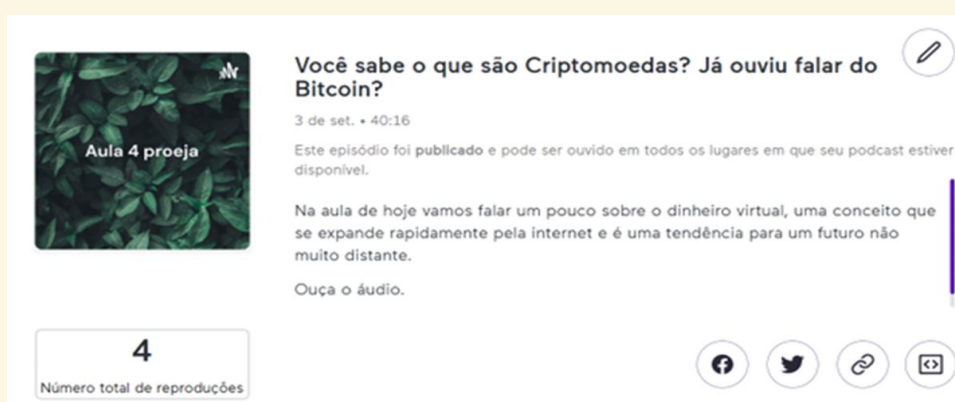 Aula 4 proeja
Você sabe o que são Criptomoedas? Já ouviu falar do
Bitcoin?
3 de set. • 40:16
Este episódio foi publicado e pode ser ouvido em todos os lugares em que seu podcast estiver
disponível.
Na aula de hoje vamos falar um pouco sobre o dinheiro virtual, uma conceito que
se expande rapidamente pela internet e é uma tendência para um futuro não
muito distante.
Ouça o áudio.
4
Número total de reproduções